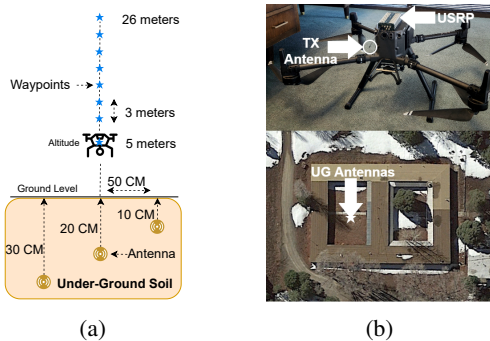 26 meters
Waypoints
3 meters
Altitude
5 meters
50 CM
Ground Level
10 CM
20 CM
30 CM
Antenna
Under-Ground Soil
(a)
USRP
TX
Antenna
UG Antennas
(b)